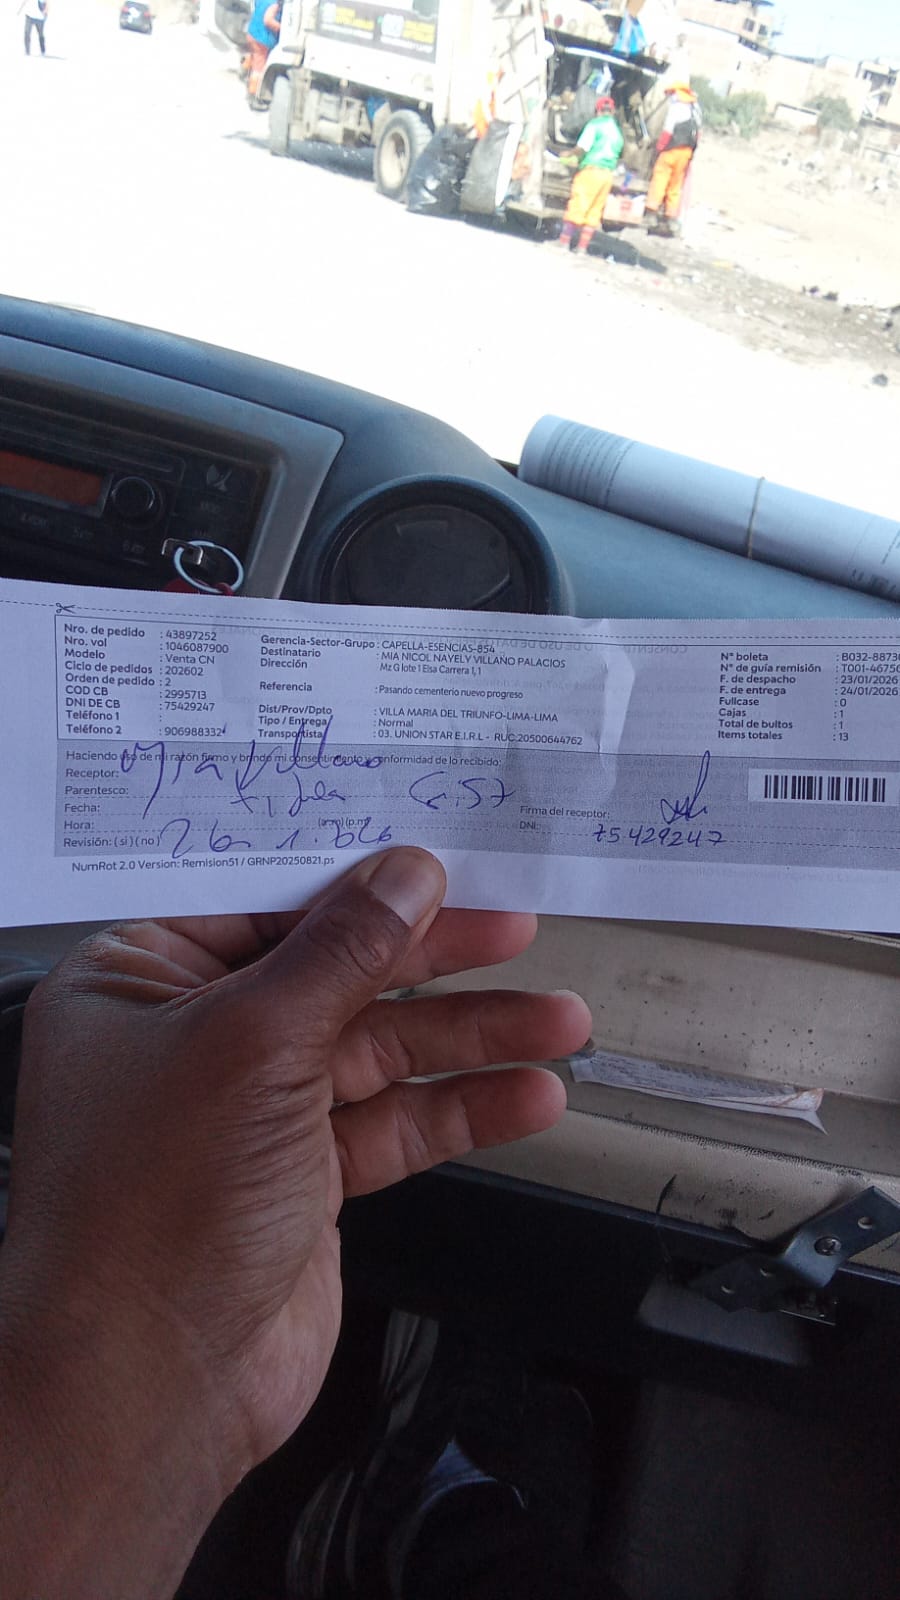 Nro. de pedido : 43897252
Nro. vol : 1046087900
Modelo : Venta CN
Ciclo de pedidos : 202602
Orden de pedido : 2
COD CB : 2995713
DNI DE CB : 75429247
Teléfono 1 :
Teléfono 2 : 906988332
Gerencia-Sector-Grupo : CAPELLA-ESENCIAS-854
Destinatario : MIA NICOL NAYELY VILLANO PALACIOS
Dirección Mz G lote 1 Elsa Carrera 1, 1
Referencia : Pasando cementerio nuevo progreso
Dist/Prov/Dpto : VILLA MARIA DEL TRIUNFO-LIMA-LIMA
Tipo / Entrega : Normal
Transportista : 03. UNION STAR E.I.R.L - RUC:20500644762
N° boleta : B032-8873
N° de guía remisión : T001-46750
F. de despacho : 23/01/2026
F. de entrega : 24/01/2026
Fullcase : 0
Cajas : 1
Total de bultos : 1
Items totales : 13
Haciendo uso de mi razón firmo y brindo mi consentimiento y conformidad de lo recibido:
Receptor: Mia Villano
Parentesco:
Fecha:
Hora: (a.m) (p.m)
Revisión: ( si ) ( no )
Firma del receptor:
DNI: 75429247
NumRot 2.0 Version: Remision51 / GRNP20250821.ps